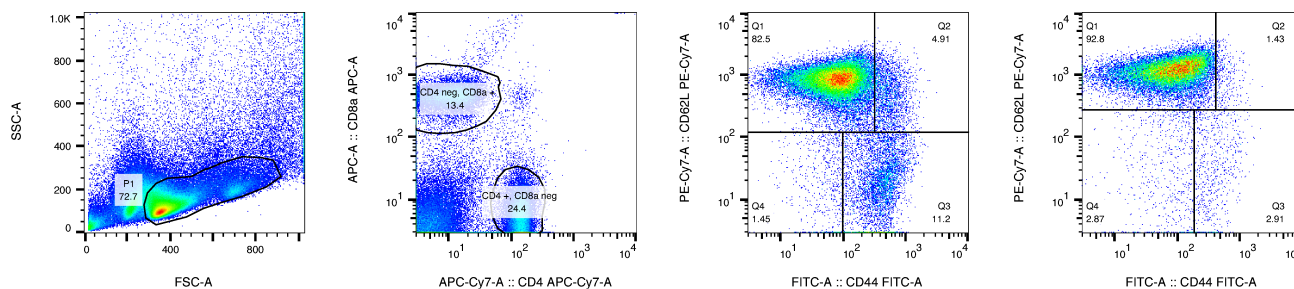 1.0K
800
600
400
200
0
SSC-A
P1
72.7
0
400
800
FSC-A
10^4
10^3
10^2
10^1
APC-A :: CD8a APC-A
CD4 neg, CD8a +
13.4
CD4 +, CD8a neg
24.4
10^1
10^2
10^3
10^4
APC-Cy7-A :: CD4 APC-Cy7-A
10^4
10^3
10^2
10^1
PE-Cy7-A :: CD62L PE-Cy7-A
Q1
82.5
Q2
4.91
Q4
1.45
Q3
11.2
10^1
10^2
10^3
10^4
FITC-A :: CD44 FITC-A
10^4
10^3
10^2
10^1
PE-Cy7-A :: CD62L PE-Cy7-A
Q1
92.8
Q2
1.43
Q4
2.87
Q3
2.91
10^1
10^2
10^3
10^4
FITC-A :: CD44 FITC-A